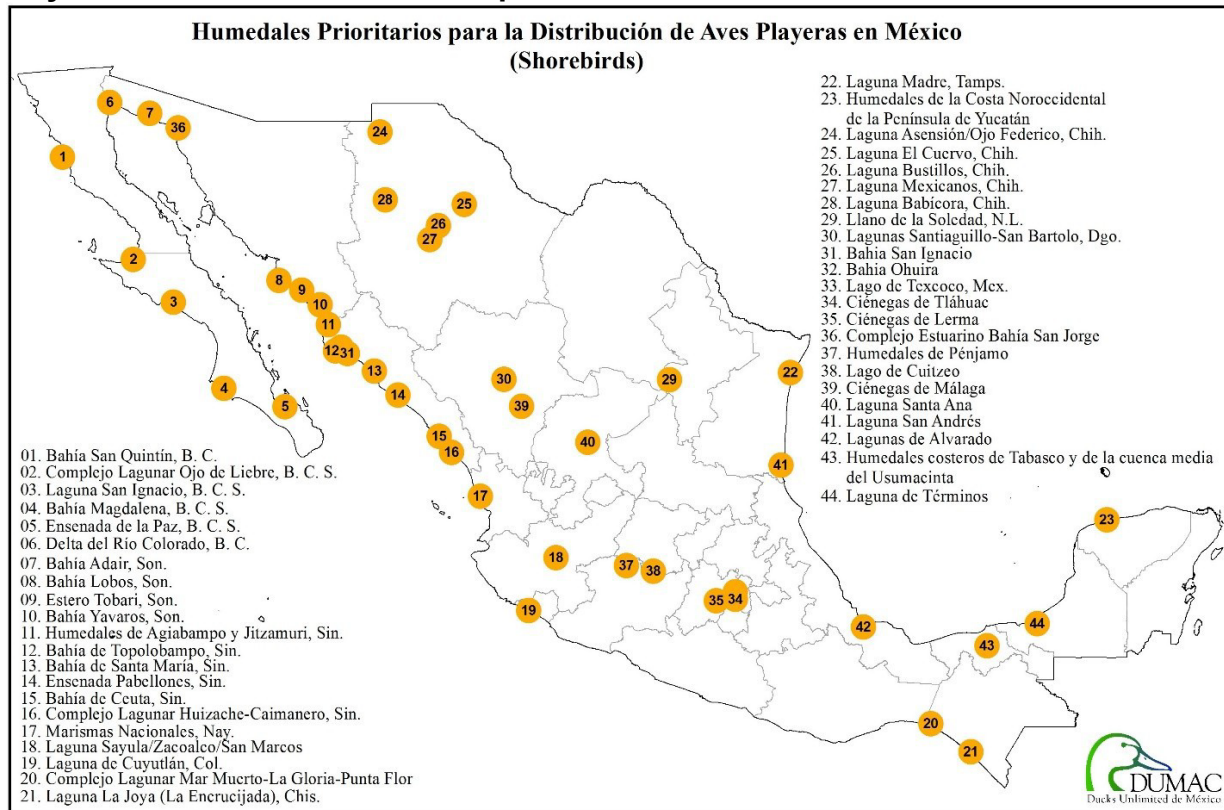 Humedales Prioritarios para la Distribución de Aves Playeras en México
(Shorebirds)
22. Laguna Madre, Tamps.
23. Humedales de la Costa Noroccidental
de la Península de Yucatán
24. Laguna Asensión/Ojo Federico, Chih.
25. Laguna El Cuervo, Chih.
26. Laguna Bustillos, Chih.
27. Laguna Mexicanos, Chih.
28. Laguna Babícora, Chih.
29. Llano de la Soledad, N.L.
30. Lagunas Santiaguillo-San Bartolo, Dgo.
31. Bahia San Ignacio
32. Bahia Ohuira
33. Lago de Texcoco, Mex.
34. Ciénegas de Tláhuac
35. Ciénegas de Lerma
36. Complejo Estuarino Bahía San Jorge
37. Humedales de Pénjamo
38. Lago de Cuitzeo
39. Ciénegas de Málaga
40. Laguna Santa Ana
41. Laguna San Andrés
42. Lagunas de Alvarado
43. Humedales costeros de Tabasco y de la cuenca media
del Usumacinta
44. Laguna de Términos
6
7
36
24
1
28
25
26
27
2
8
3
9
10
11
12
31
13
22
29
30
4
14
39
5
15
40
16
41
17
23
18
37
38
35
34
19
42
44
43
20
21
01. Bahía San Quintín, B. C.
02. Complejo Lagunar Ojo de Liebre, B. C. S.
03. Laguna San Ignacio, B. C. S.
04. Bahía Magdalena, B. C. S.
05. Ensenada de la Paz, B. C. S.
06. Delta del Río Colorado, B. C.
07. Bahía Adair, Son.
08. Bahía Lobos, Son.
09. Estero Tobari, Son.
10. Bahía Yavaros, Son.
11. Humedales de Agiabampo y Jitzamuri, Sin.
12. Bahía de Topolobampo, Sin.
13. Bahía de Santa María, Sin.
14. Ensenada Pabellones, Sin.
15. Bahía de Ceuta, Sin.
16. Complejo Lagunar Huizache-Caimanero, Sin.
17. Marismas Nacionales, Nay.
18. Laguna Sayula/Zacoalco/San Marcos
19. Laguna de Cuyutlán, Col.
20. Complejo Lagunar Mar Muerto-La Gloria-Punta Flor
21. Laguna La Joya (La Encrucijada), Chis.
DUMAC
Ducks Unlimited de México